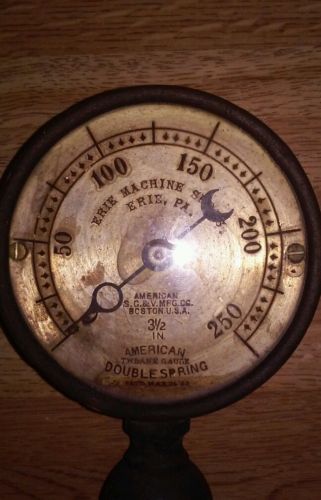 50
100
150
200
250
ERIE MACHINE
ERIE, PA.
AMERICAN
S.G.&V.MFG.CO.
BOSTON.U.S.A.
3½
IN.
AMERICAN
GAUGE
DOUBLE SPRING